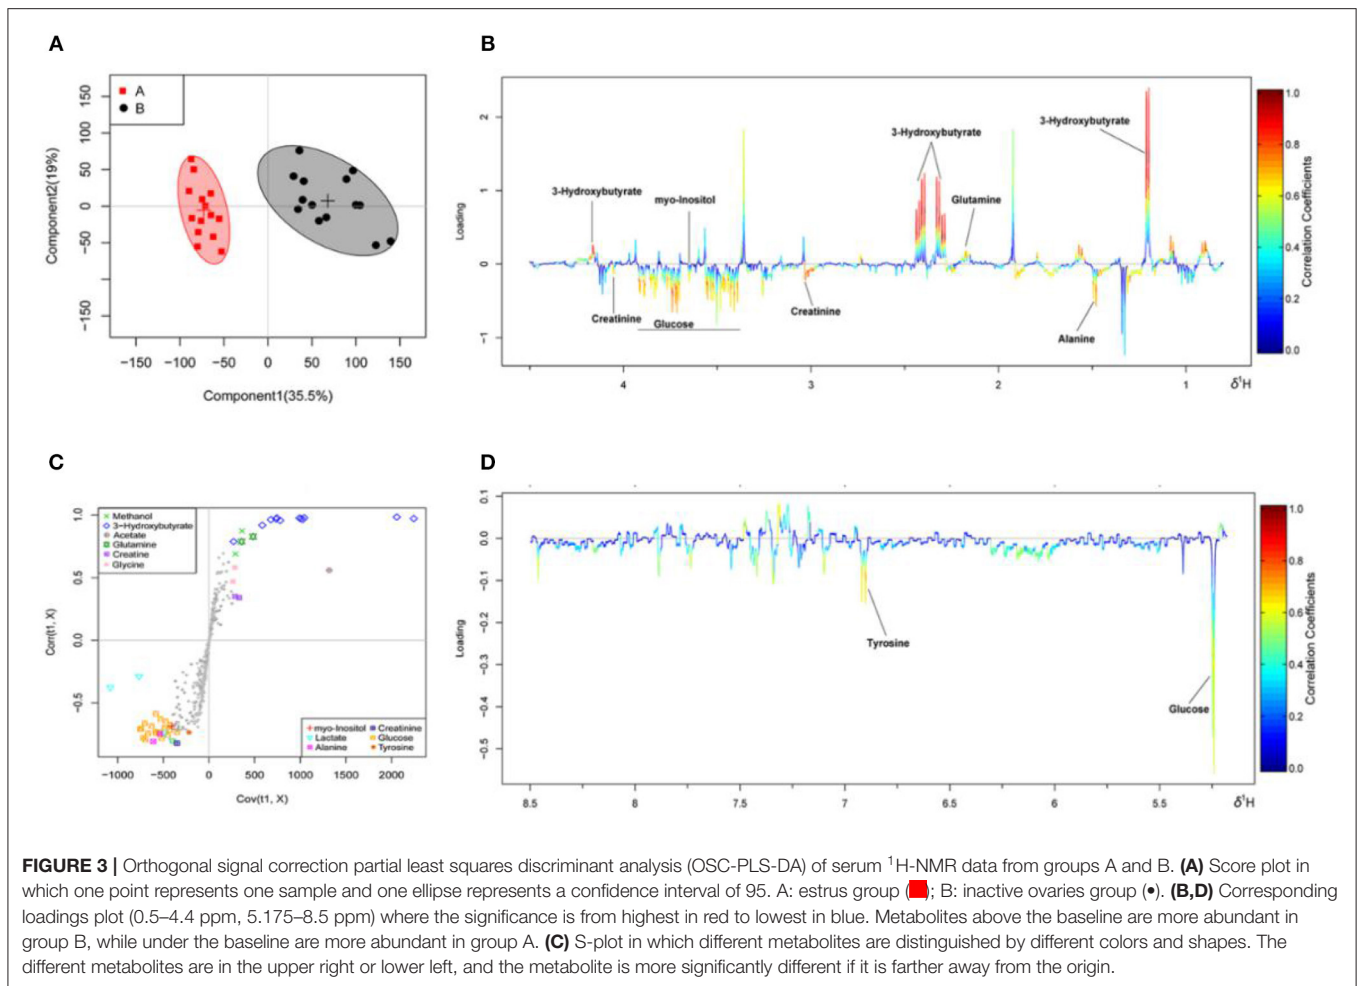 A
A
B
Component2(19%)
150
100
50
0
−50
−150
−150
−100
−50
0
50
100
150
Component1(35.5%)
B
Loading
2
1
0
−1
3-Hydroxybutyrate
myo-Inositol
3-Hydroxybutyrate
Glutamine
3-Hydroxybutyrate
Creatinine
Glucose
Creatinine
Alanine
4
3
2
1
δ¹H
1.0
0.8
0.6
0.4
0.2
0.0
Correlation Coefficients
C
Corr(t1, X)
1.0
0.5
0.0
−0.5
Methanol
3−Hydroxybutyrate
Acetate
Glutamine
Creatine
Glycine
myo-Inositol
Creatinine
Lactate
Glucose
Alanine
Tyrosine
−1000
−500
0
500
1000
1500
2000
Cov(t1, X)
D
Loading
0.1
0.0
−0.1
−0.2
−0.3
−0.4
−0.5
Tyrosine
Glucose
8.5
8
7.5
7
6.5
6
5.5
δ¹H
1.0
0.8
0.6
0.4
0.2
0.0
Correlation Coefficients
FIGURE 3 | Orthogonal signal correction partial least squares discriminant analysis (OSC-PLS-DA) of serum ¹H-NMR data from groups A and B. (A) Score plot in
which one point represents one sample and one ellipse represents a confidence interval of 95. A: estrus group (■); B: inactive ovaries group (•). (B,D) Corresponding
loadings plot (0.5–4.4 ppm, 5.175–8.5 ppm) where the significance is from highest in red to lowest in blue. Metabolites above the baseline are more abundant in
group B, while under the baseline are more abundant in group A. (C) S-plot in which different metabolites are distinguished by different colors and shapes. The
different metabolites are in the upper right or lower left, and the metabolite is more significantly different if it is farther away from the origin.